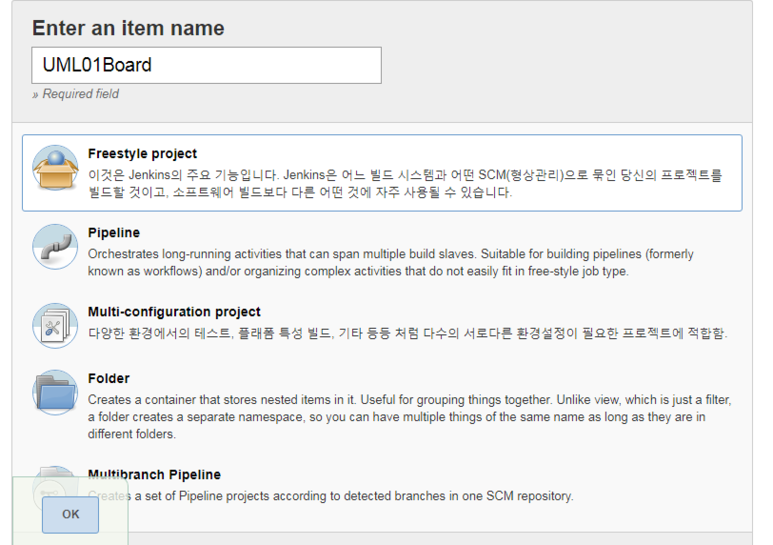 Enter an item name
UML01Board
» Required field
Freestyle project
이것은 Jenkins의 주요 기능입니다. Jenkins은 어느 빌드 시스템과 어떤 SCM(형상관리)으로 묶인 당신의 프로젝트를
빌드할 것이고, 소프트웨어 빌드보다 다른 어떤 것에 자주 사용될 수 있습니다.
Pipeline
Orchestrates long-running activities that can span multiple build slaves. Suitable for building pipelines (formerly
known as workflows) and/or organizing complex activities that do not easily fit in free-style job type.
Multi-configuration project
다양한 환경에서의 테스트, 플래폼 특성 빌드, 기타 등등 처럼 다수의 서로다른 환경설정이 필요한 프로젝트에 적합함.
Folder
Creates a container that stores nested items in it. Useful for grouping things together. Unlike view, which is just a filter,
a folder creates a separate namespace, so you can have multiple things of the same name as long as they are in
different folders.
Multibranch Pipeline
Creates a set of Pipeline projects according to detected branches in one SCM repository.
OK